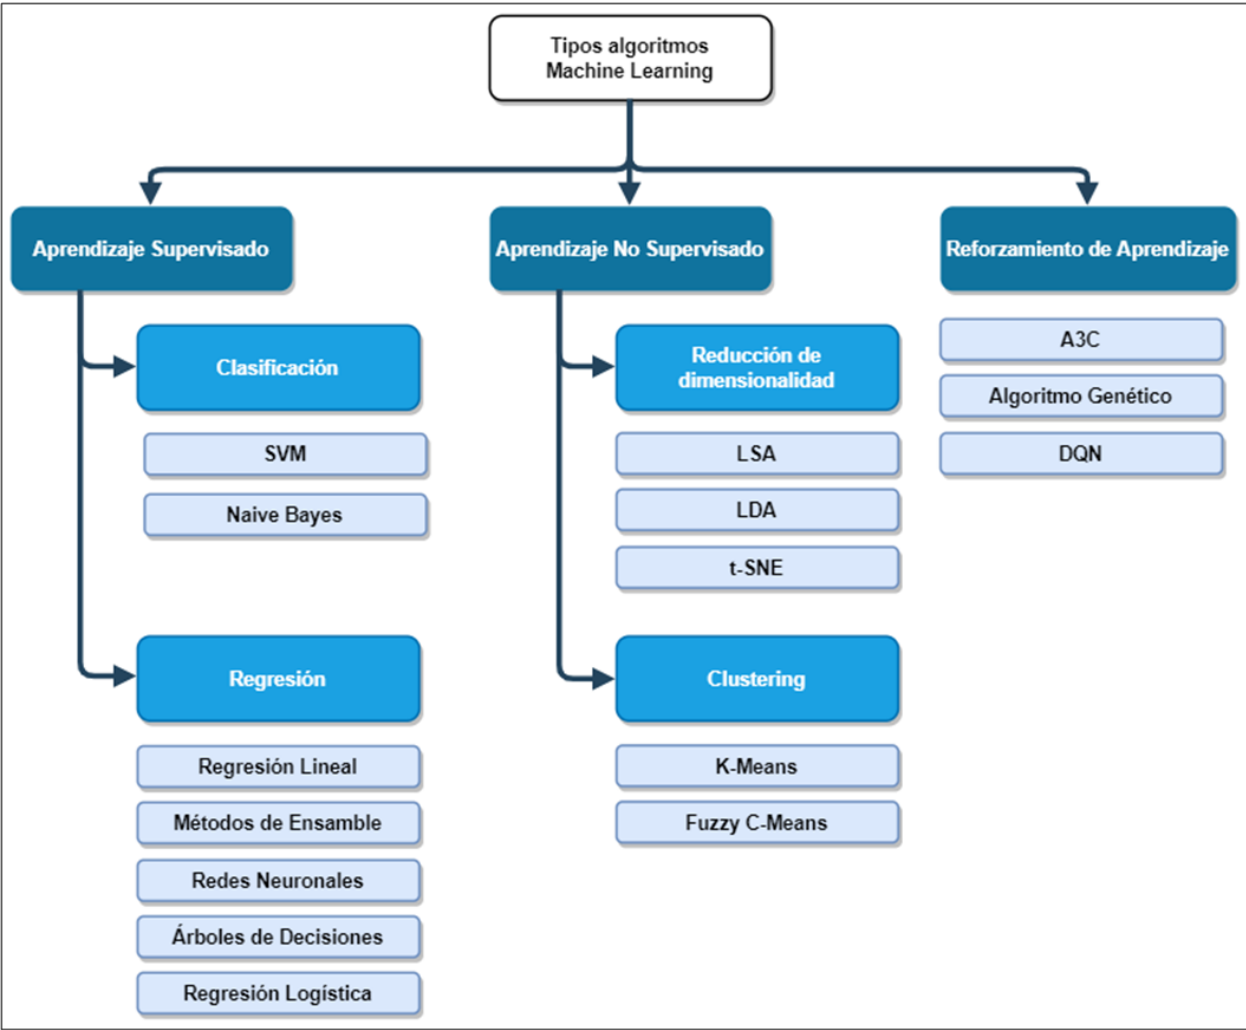 Tipos algoritmos
Machine Learning
Aprendizaje Supervisado
Clasificación
SVM
Naive Bayes
Regresión
Regresión Lineal
Métodos de Ensamble
Redes Neuronales
Árboles de Decisiones
Regresión Logística
Aprendizaje No Supervisado
Reducción de
dimensionalidad
LSA
LDA
t-SNE
Clustering
K-Means
Fuzzy C-Means
Reforzamiento de Aprendizaje
A3C
Algoritmo Genético
DQN